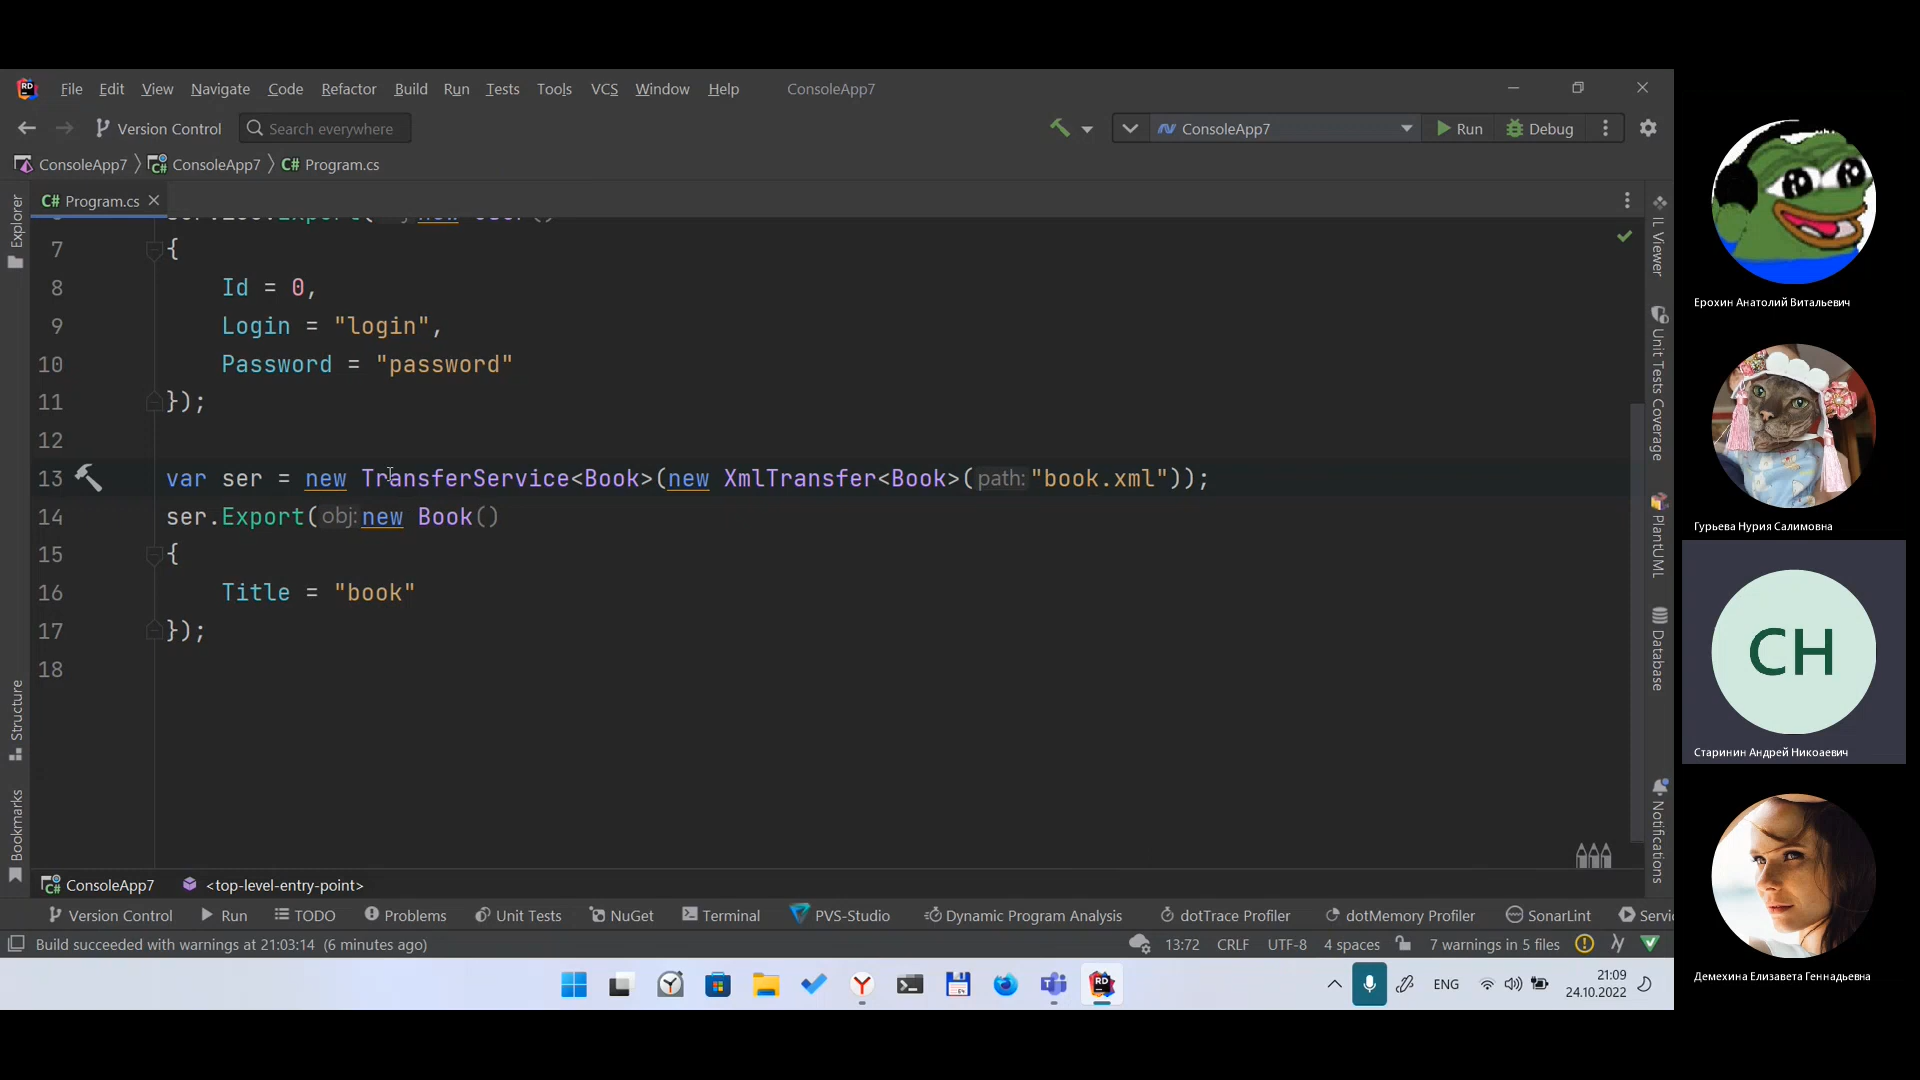 File Edit View Navigate Code Refactor Build Run Tests Tools VCS Window Help ConsoleApp7
Version Control Search everywhere ConsoleApp7 Run Debug
ConsoleApp7 ConsoleApp7 C# Program.cs
C# Program.cs
7 {
8 Id = 0,
9 Login = "login",
10 Password = "password"
11 });
12
13 var ser = new TransferService<Book>(new XmlTransfer<Book>(path:"book.xml"));
14 ser.Export(obj:new Book()
15 {
16 Title = "book"
17 });
18
Explorer
Structure
Bookmarks
IL Viewer
Unit Tests Coverage
PlantUML
Database
Notifications
ConsoleApp7 <top-level-entry-point>
Version Control Run TODO Problems Unit Tests NuGet Terminal PVS-Studio Dynamic Program Analysis dotTrace Profiler dotMemory Profiler SonarLint Servi
Build succeeded with warnings at 21:03:14 (6 minutes ago) 13:72 CRLF UTF-8 4 spaces 7 warnings in 5 files
ENG 21:09
24.10.2022
Ерохин Анатолий Витальевич
Гурьева Нурия Салимовна
СН
Старинин Андрей Никоаевич
Демехина Елизавета Геннадьевна